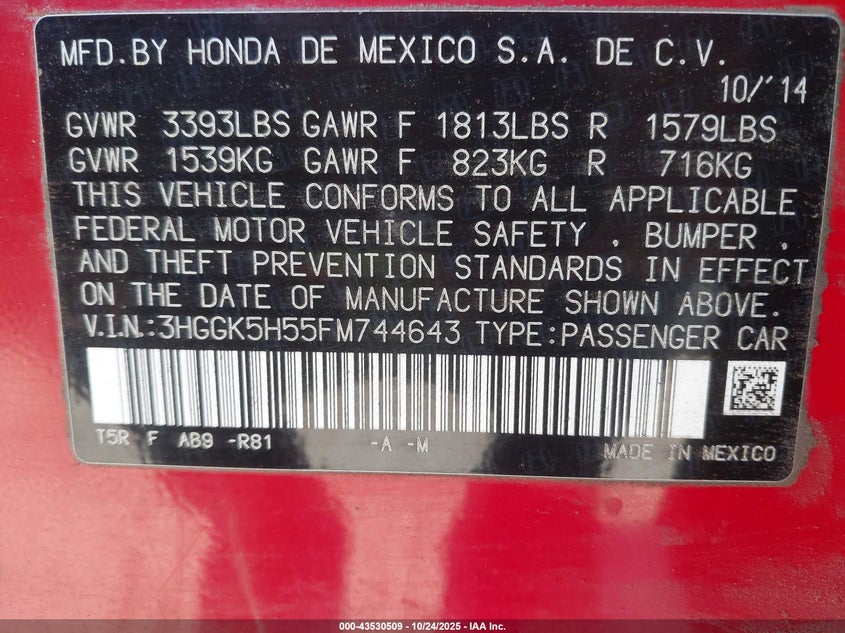 MFD.BY HONDA DE MEXICO S.A. DE C.V.
10/'14
GVWR 3393LBS GAWR F 1813LBS R 1579LBS
GVWR 1539KG GAWR F 823KG R 716KG
THIS VEHICLE CONFORMS TO ALL APPLICABLE
FEDERAL MOTOR VEHICLE SAFETY , BUMPER ,
AND THEFT PREVENTION STANDARDS IN EFFECT
ON THE DATE OF MANUFACTURE SHOWN ABOVE.
V.I.N.:3HGGK5H55FM744643 TYPE:PASSENGER CAR
T5R F AB9 -R81 -A -M MADE IN MEXICO
000-43530509 - 10/24/2025 - IAA Inc.